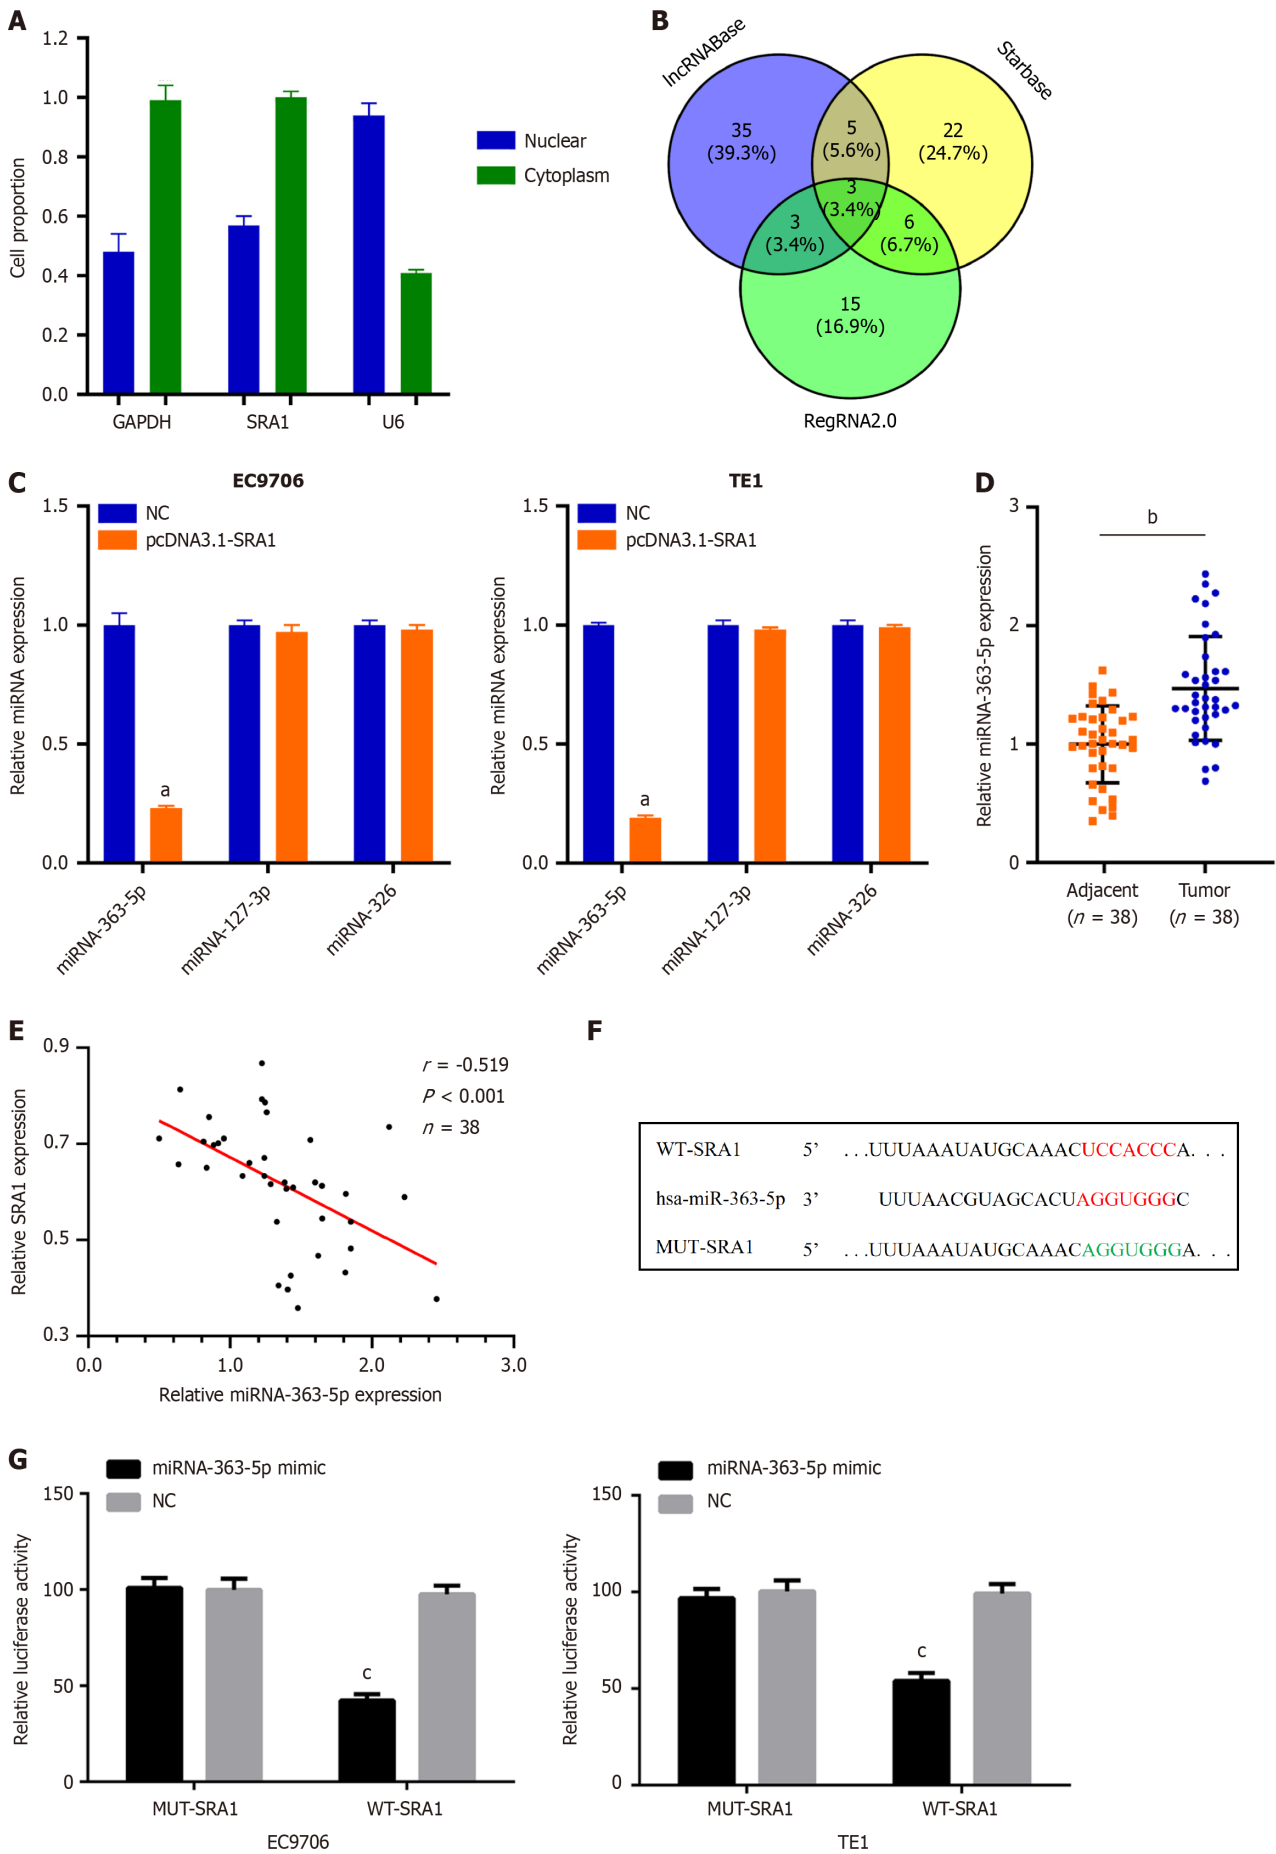 A
1.2
1.0
0.8
0.6
0.4
0.2
0.0
Cell proportion
GAPDH
SRA1
U6
Nuclear
Cytoplasm
B
lncRNABase
Starbase
35
(39.3%)
5
(5.6%)
22
(24.7%)
3
(3.4%)
3
(3.4%)
6
(6.7%)
15
(16.9%)
RegRNA2.0
C
EC9706
1.5
1.0
0.5
0.0
Relative miRNA expression
NC
pcDNA3.1-SRA1
a
miRNA-363-5p
miRNA-127-3p
miRNA-326
TE1
1.5
1.0
0.5
0.0
Relative miRNA expression
NC
pcDNA3.1-SRA1
a
miRNA-363-5p
miRNA-127-3p
miRNA-326
D
3
2
1
0
Relative miRNA-363-5p expression
b
Adjacent
(n = 38)
Tumor
(n = 38)
E
0.9
0.7
0.5
0.3
Relative SRA1 expression
r = -0.519
P < 0.001
n = 38
0.0
1.0
2.0
3.0
Relative miRNA-363-5p expression
F
WT-SRA1 5’ ...UUUAAAUAUGCAAACUCCACCCA. . .
hsa-miR-363-5p 3’ UUUAACGUAGCACUAGGUGGGC
MUT-SRA1 5’ ...UUUAAAUAUGCAAACAGGUGGGA. . .
G
miRNA-363-5p mimic
NC
150
100
50
0
Relative luciferase activity
c
MUT-SRA1
WT-SRA1
EC9706
miRNA-363-5p mimic
NC
150
100
50
0
Relative luciferase activity
c
MUT-SRA1
WT-SRA1
TE1